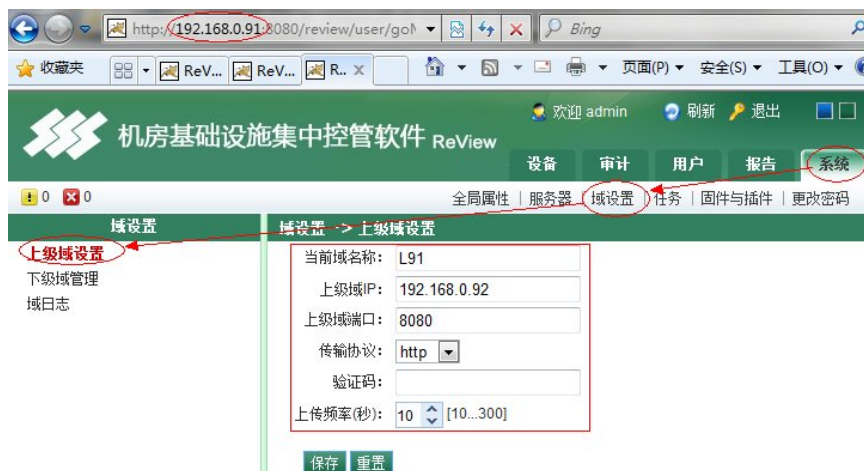 http://192.168.0.91:8080/review/user/gol
Bing
收藏夹 ReV... ReV... R.. 页面(P) 安全(S) 工具(O)
欢迎 admin 刷新 退出
机房基础设施集中控管软件 ReView
设备 审计 用户 报告 系统
0 0 全局属性 | 服务器 | 域设置 | 任务 | 固件与插件 | 更改密码
域设置 域设置 -> 上级域设置
上级域设置
下级域管理
域日志
当前域名称: L91
上级域IP: 192.168.0.92
上级域端口: 8080
传输协议: http
验证码:
上传频率(秒): 10 [10...300]
保存 重置